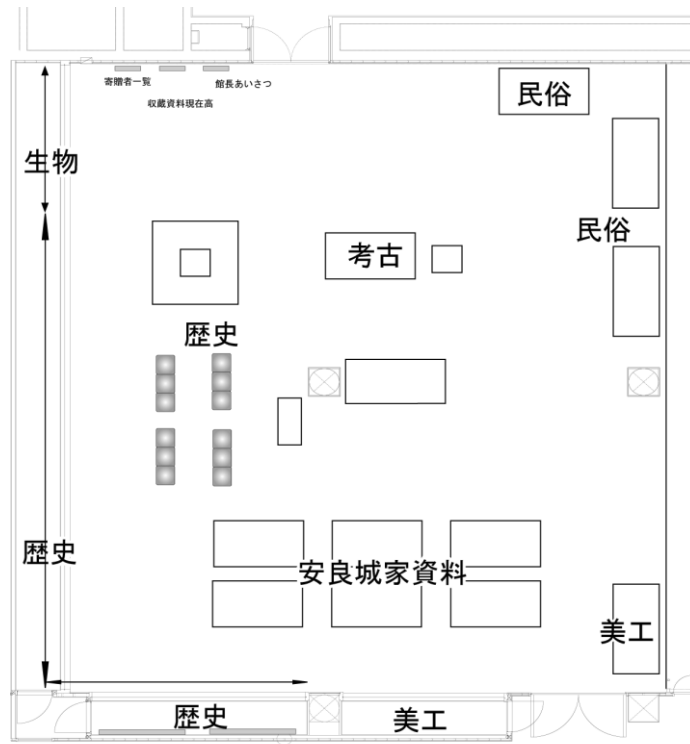 寄贈者一覧
館長あいさつ
収蔵資料現在高
民俗
生物
民俗
考古
歴史
歴史
安良城家資料
美工
歴史
美工